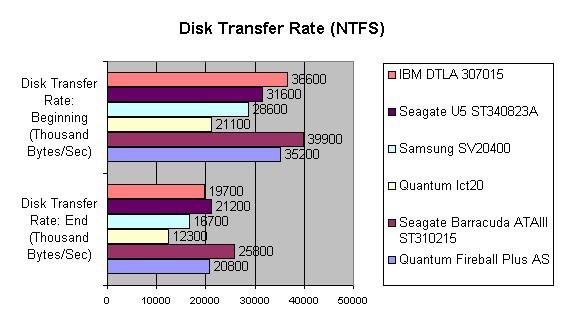 Disk Transfer Rate (NTFS)
Disk Transfer
Rate:
Beginning
(Thousand
Bytes/Sec)
36600
31600
28600
21100
39900
35200
Disk Transfer
Rate: End
(Thousand
Bytes/Sec)
19700
21200
16700
12300
25800
20800
0 10000 20000 30000 40000 50000
IBM DTLA 307015
Seagate U5 ST340823A
Samsung SV20400
Quantum lct20
Seagate Barracuda ATAIII
ST310215
Quantum Fireball Plus AS